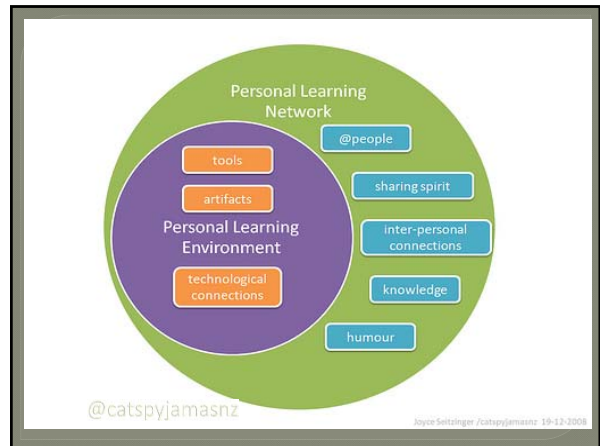 Personal Learning
Network
@people
tools
sharing spirit
artifacts
Personal Learning
Environment
inter-personal
connections
technological
connections
knowledge
humour
@catspyjamasnz
Joyce Seitzinger /catspyjamasnz 19-12-2008